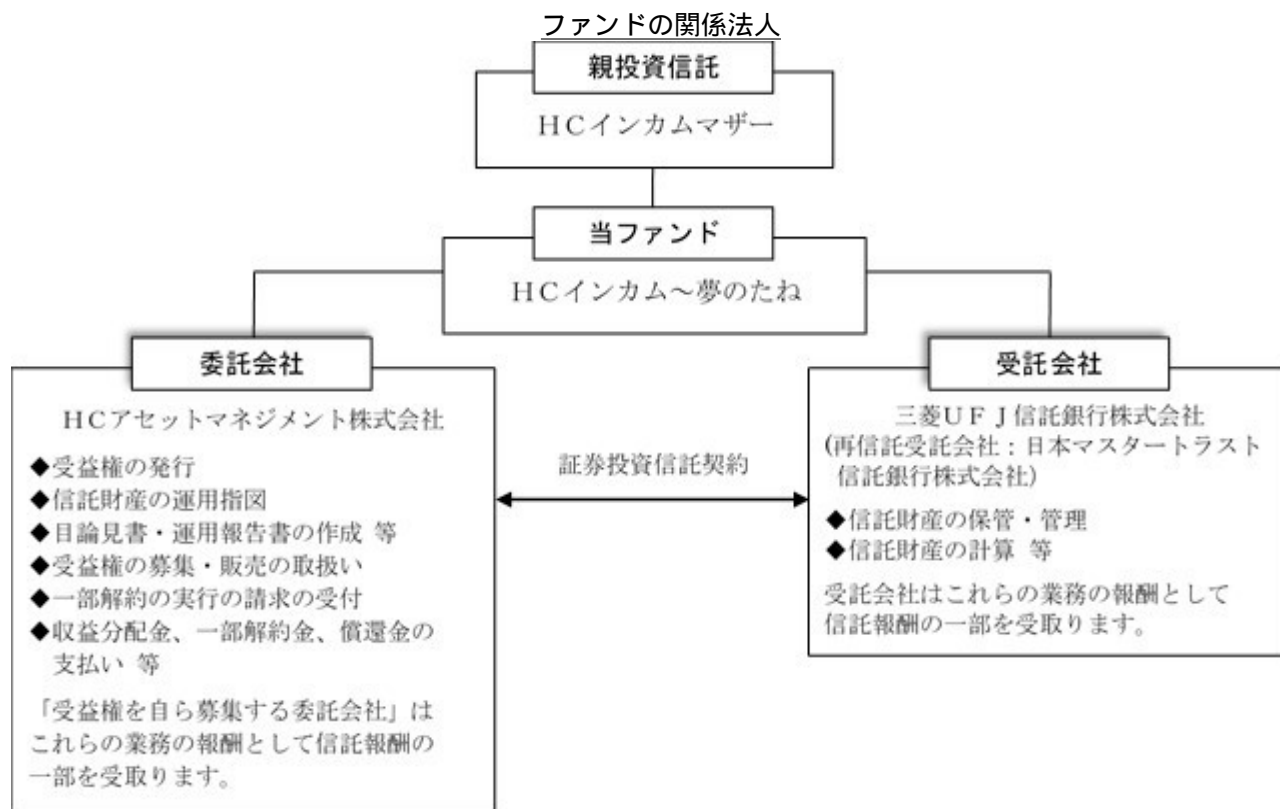 ファンドの関係法人
親投資信託
HCインカムマザー
当ファンド
HCインカム～夢のたね
委託会社
HCアセットマネジメント株式会社
◆受益権の発行
◆信託財産の運用指図
◆目論見書・運用報告書の作成 等
◆受益権の募集・販売の取扱い
◆一部解約の実行の請求の受付
◆収益分配金、一部解約金、償還金の
支払い 等
「受益権を自ら募集する委託会社」は
これらの業務の報酬として信託報酬の
一部を受取ります。
証券投資信託契約
受託会社
三菱UFJ信託銀行株式会社
(再信託受託会社：日本マスタートラスト
信託銀行株式会社)
◆信託財産の保管・管理
◆信託財産の計算 等
受託会社はこれらの業務の報酬として
信託報酬の一部を受取ります。